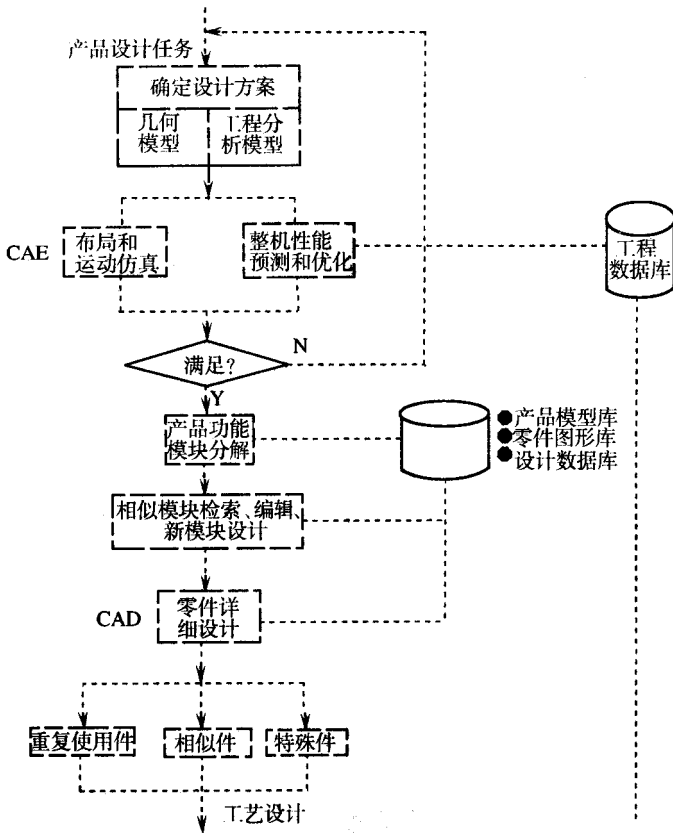 产品设计任务
确定设计方案
几何
模型
工程分
析模型
CAE
布局和
运动仿真
整机性能
预测和优化
工程
数据库
满足?
N
Y
产品功能
模块分解
●产品模型库
●零件图形库
●设计数据库
相似模块检索、编辑、
新模块设计
CAD
零件详
细设计
重复使用件
相似件
特殊件
工艺设计